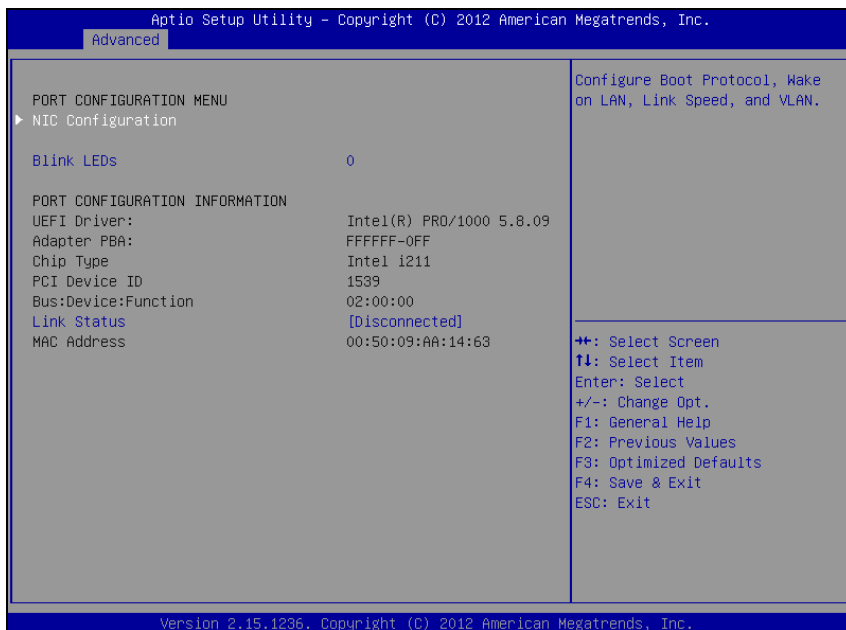 Aptio Setup Utility – Copyright (C) 2012 American Megatrends, Inc.
Advanced
PORT CONFIGURATION MENU
▶ NIC Configuration
Blink LEDs 0
PORT CONFIGURATION INFORMATION
UEFI Driver: Intel(R) PRO/1000 5.8.09
Adapter PBA: FFFFFF-0FF
Chip Type Intel i211
PCI Device ID 1539
Bus:Device:Function 02:00:00
Link Status [Disconnected]
MAC Address 00:50:09:AA:14:63
Configure Boot Protocol, Wake
on LAN, Link Speed, and VLAN.
→←: Select Screen
↑↓: Select Item
Enter: Select
+/-: Change Opt.
F1: General Help
F2: Previous Values
F3: Optimized Defaults
F4: Save & Exit
ESC: Exit
Version 2.15.1236. Copyright (C) 2012 American Megatrends, Inc.